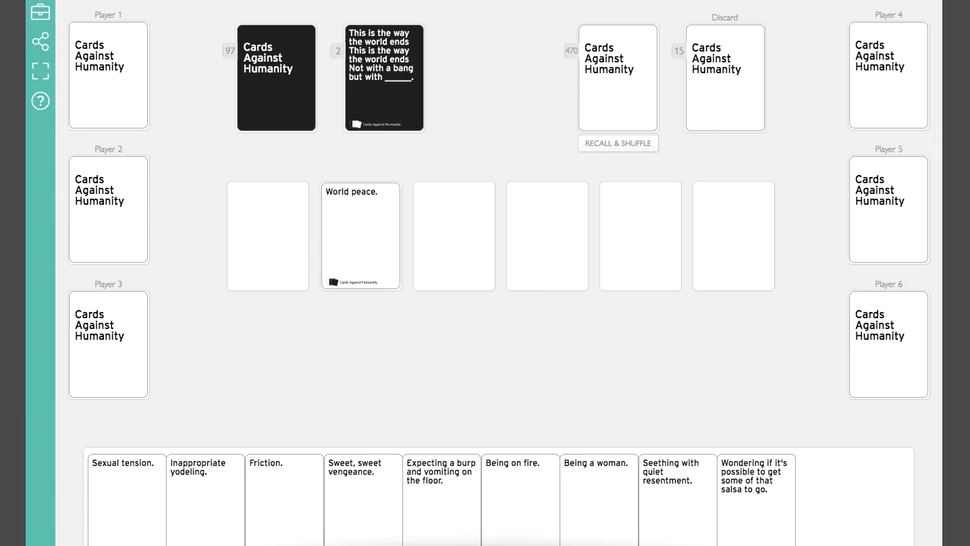 Player 1
Cards
Against
Humanity
97
Cards
Against
Humanity
2
This is the way
the world ends
This is the way
the world ends
Not with a bang
but with ______.
Cards Against Humanity
470
Cards
Against
Humanity
RECALL & SHUFFLE
Discard
15
Cards
Against
Humanity
Player 4
Cards
Against
Humanity
Player 2
Cards
Against
Humanity
World peace.
Cards Against Humanity
Player 5
Cards
Against
Humanity
Player 3
Cards
Against
Humanity
Player 6
Cards
Against
Humanity
Sexual tension.
Inappropriate
yodeling.
Friction.
Sweet, sweet
vengeance.
Expecting a burp
and vomiting on
the floor.
Being on fire.
Being a woman.
Seething with
quiet
resentment.
Wondering if it's
possible to get
some of that
salsa to go.